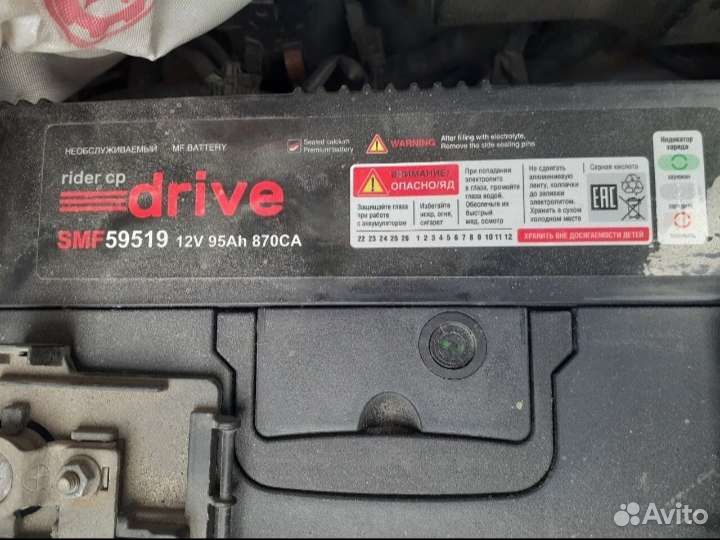 НЕОБСЛУЖИВАЕМЫЙ MF BATTERY
Sealed calcium
Premium battery
WARNING
After filling with electrolyte,
Remove the side sealing pins
rider cp
drive
SMF59519 12V 95Ah 870CA
ВНИМАНИЕ!
ОПАСНО/ЯД
При попадании
электролита
в глаза, промойте
глаза водой.
Обеспечьте их
быстрый
мед. осмотр
Не сдвигать
алюминиевую
ленту, колпачки
до заливки
электролитом.
Хранить в сухом
холодном месте
Серная кислота
EAC
Защищайте глаза
при работе
с аккумулятором
Избегайте
искр, огня,
сигарет
22 23 24 25 26 1 2 3 4 5 6 7 8 9 10 11 12
ХРАНИТЬ ВНЕ ДОСЯГАЕМОСТИ ДЕТЕЙ
Индикатор
заряда
заряжен
Avito